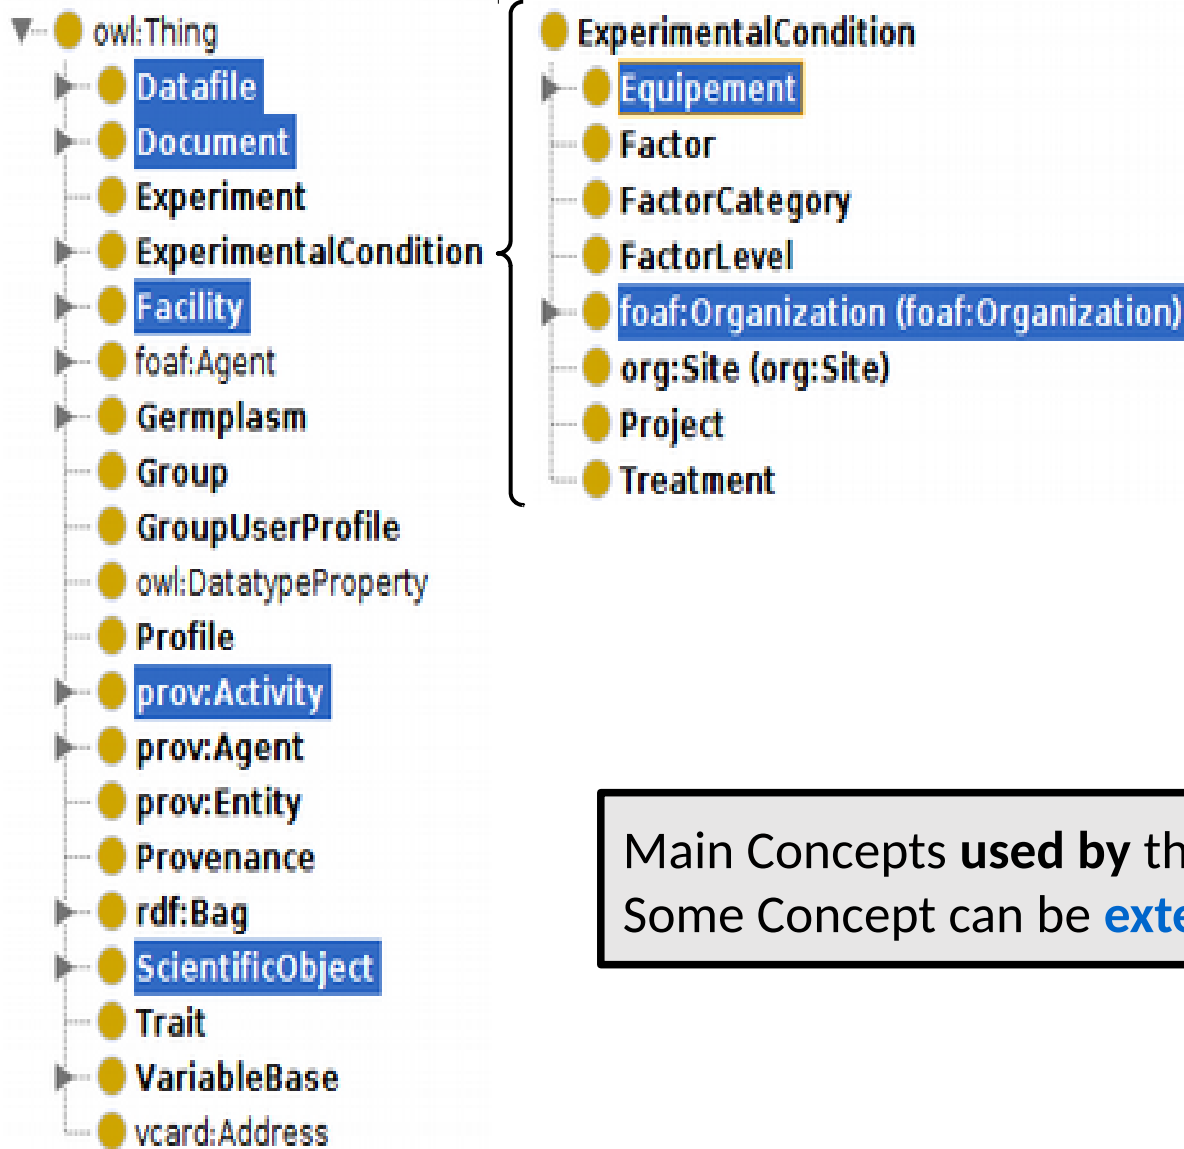 owl:Thing
Datafile
Document
Experiment
ExperimentalCondition
Facility
foaf:Agent
Germplasm
Group
GroupUserProfile
owl:DatatypeProperty
Profile
prov:Activity
prov:Agent
prov:Entity
Provenance
rdf:Bag
ScientificObject
Trait
VariableBase
vcard:Address
ExperimentalCondition
Equipement
Factor
FactorCategory
FactorLevel
foaf:Organization (foaf:Organization)
org:Site (org:Site)
Project
Treatment
Main Concepts used by
Some Concept can be